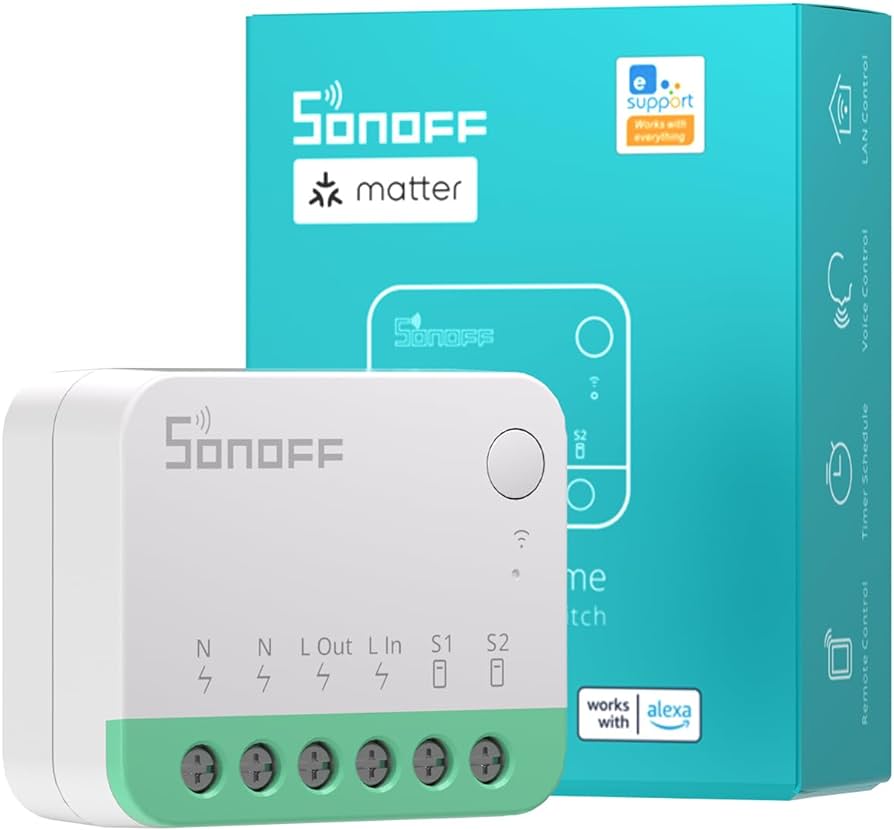 SONOFF
matter
e
support
Works with
everything
LAN Control
Voice Control
Timer Schedule
Remote Control
SONOFF
S2
me
tch
works
with
alexa
SONOFF
N N L Out L In S1 S2